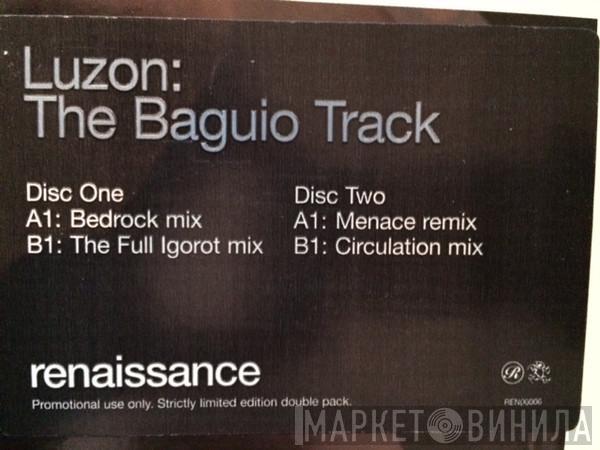 Luzon:
The Baguio Track
Disc One
A1: Bedrock mix
B1: The Full Igorot mix
Disc Two
A1: Menace remix
B1: Circulation mix
renaissance
Promotional use only. Strictly limited edition double pack.
R
МАРКЕТ ВИНИЛА